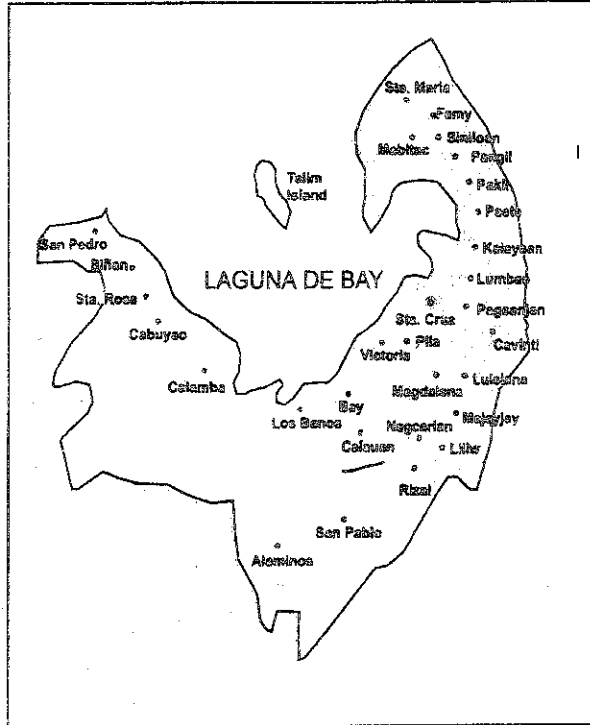 Sta. Maria
Famy
Mabitac
Siniloan
Pangil
Talim
Island
Pakil
Paete
San Pedro
Kalayaan
Biñan
LAGUNA DE BAY
Lumban
Sta. Rosa
Sta. Cruz
Pagsanjan
Cabuyao
Victoria
Pila
Cavinti
Calamba
Magdalena
Luisiana
Bay
Los Banos
Majayjay
Nagcarlan
Calauan
Liliw
Rizal
San Pablo
Alaminos